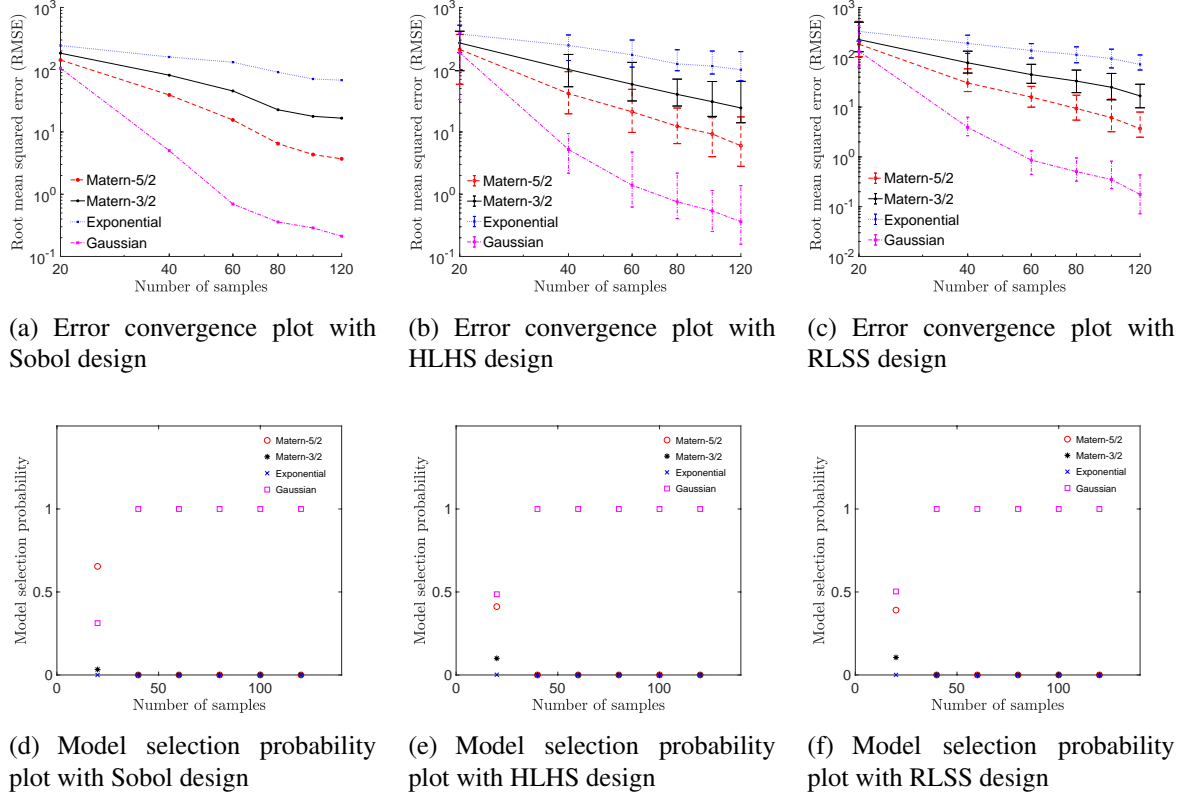 Root mean squared error (RMSE)
10^3
10^2
10^1
10^0
10^-1
Matern-5/2
Matern-3/2
Exponential
Gaussian
20 40 60 80 120
Number of samples
(a) Error convergence plot with
Sobol design
Root mean squared error (RMSE)
10^3
10^2
10^1
10^0
10^-1
Matern-5/2
Matern-3/2
Exponential
Gaussian
20 40 60 80 120
Number of samples
(b) Error convergence plot with
HLHS design
Root mean squared error (RMSE)
10^3
10^2
10^1
10^0
10^-1
10^-2
Matern-5/2
Matern-3/2
Exponential
Gaussian
20 40 60 80 120
Number of samples
(c) Error convergence plot with
RLSS design
Model selection probability
Matern-5/2
Matern-3/2
Exponential
Gaussian
1
0.5
0
0 50 100
Number of samples
(d) Model selection probability
plot with Sobol design
Model selection probability
Matern-5/2
Matern-3/2
Exponential
Gaussian
1
0.5
0
0 50 100
Number of samples
(e) Model selection probability
plot with HLHS design
Model selection probability
Matern-5/2
Matern-3/2
Exponential
Gaussian
1
0.5
0
0 50 100
Number of samples
(f) Model selection probability
plot with RLSS design